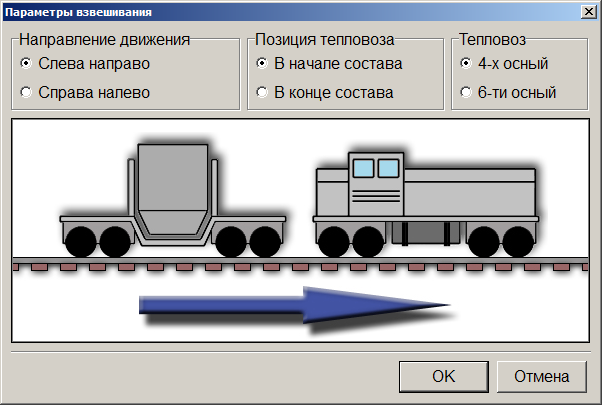 Параметры взвешивания
Направление движения
Слева направо
Справа налево
Позиция тепловоза
В начале состава
В конце состава
Тепловоз
4-х осный
6-ти осный
OK
Отмена